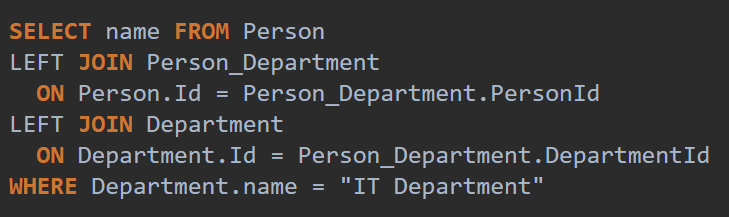 SELECT name FROM Person
LEFT JOIN Person_Department
  ON Person.Id = Person_Department.PersonId
LEFT JOIN Department
  ON Department.Id = Person_Department.DepartmentId
WHERE Department.name = "IT Department"